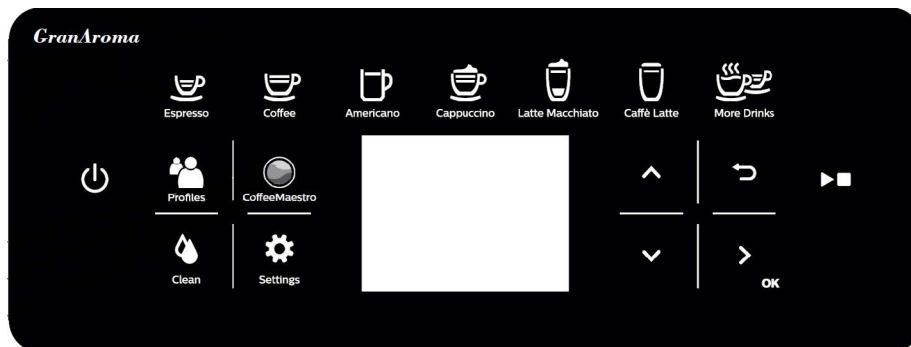 GranAroma
Espresso
Coffee
Americano
Cappuccino
Latte Macchiato
Caffè Latte
More Drinks
Profiles
CoffeeMaestro
Clean
Settings
OK